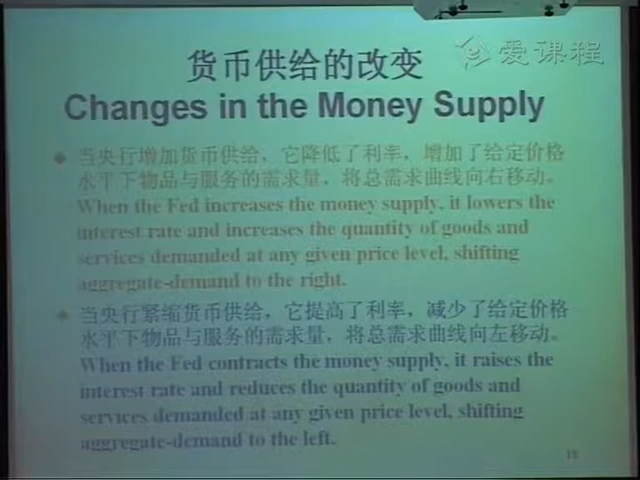 爱课程
货币供给的改变
Changes in the Money Supply
当央行增加货币供给，它降低了利率，增加了给定价格
水平下物品与服务的需求量，将总需求曲线向右移动。
When the Fed increases the money supply, it lowers the
interest rate and increases the quantity of goods and
services demanded at any given price level, shifting
aggregate-demand to the right.
当央行紧缩货币供给，它提高了利率，减少了给定价格
水平下物品与服务的需求量，将总需求曲线向左移动。
When the Fed contracts the money supply, it raises the
interest rate and reduces the quantity of goods and
services demanded at any given price level, shifting
aggregate-demand to the left.